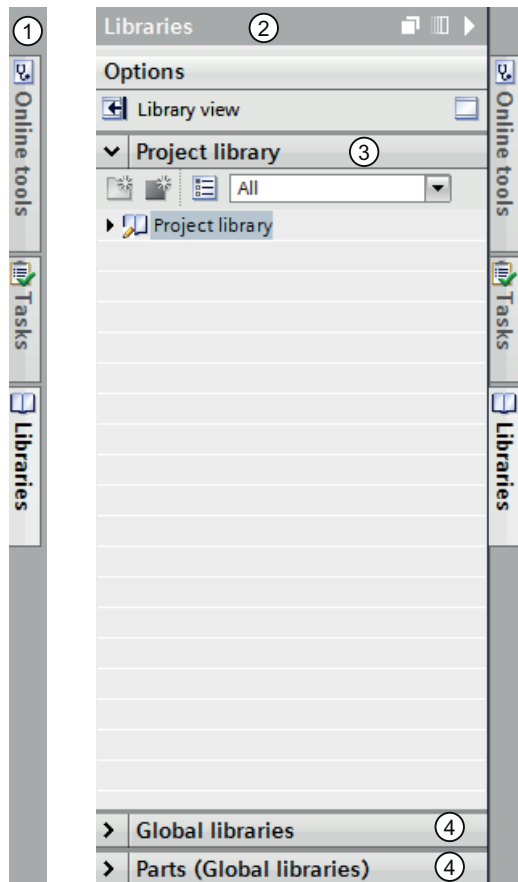 1
Online tools
Tasks
Libraries
Libraries 2
Options
Library view
Project library 3
All
Project library
Global libraries 4
Parts (Global libraries) 4
Online tools
Tasks
Libraries